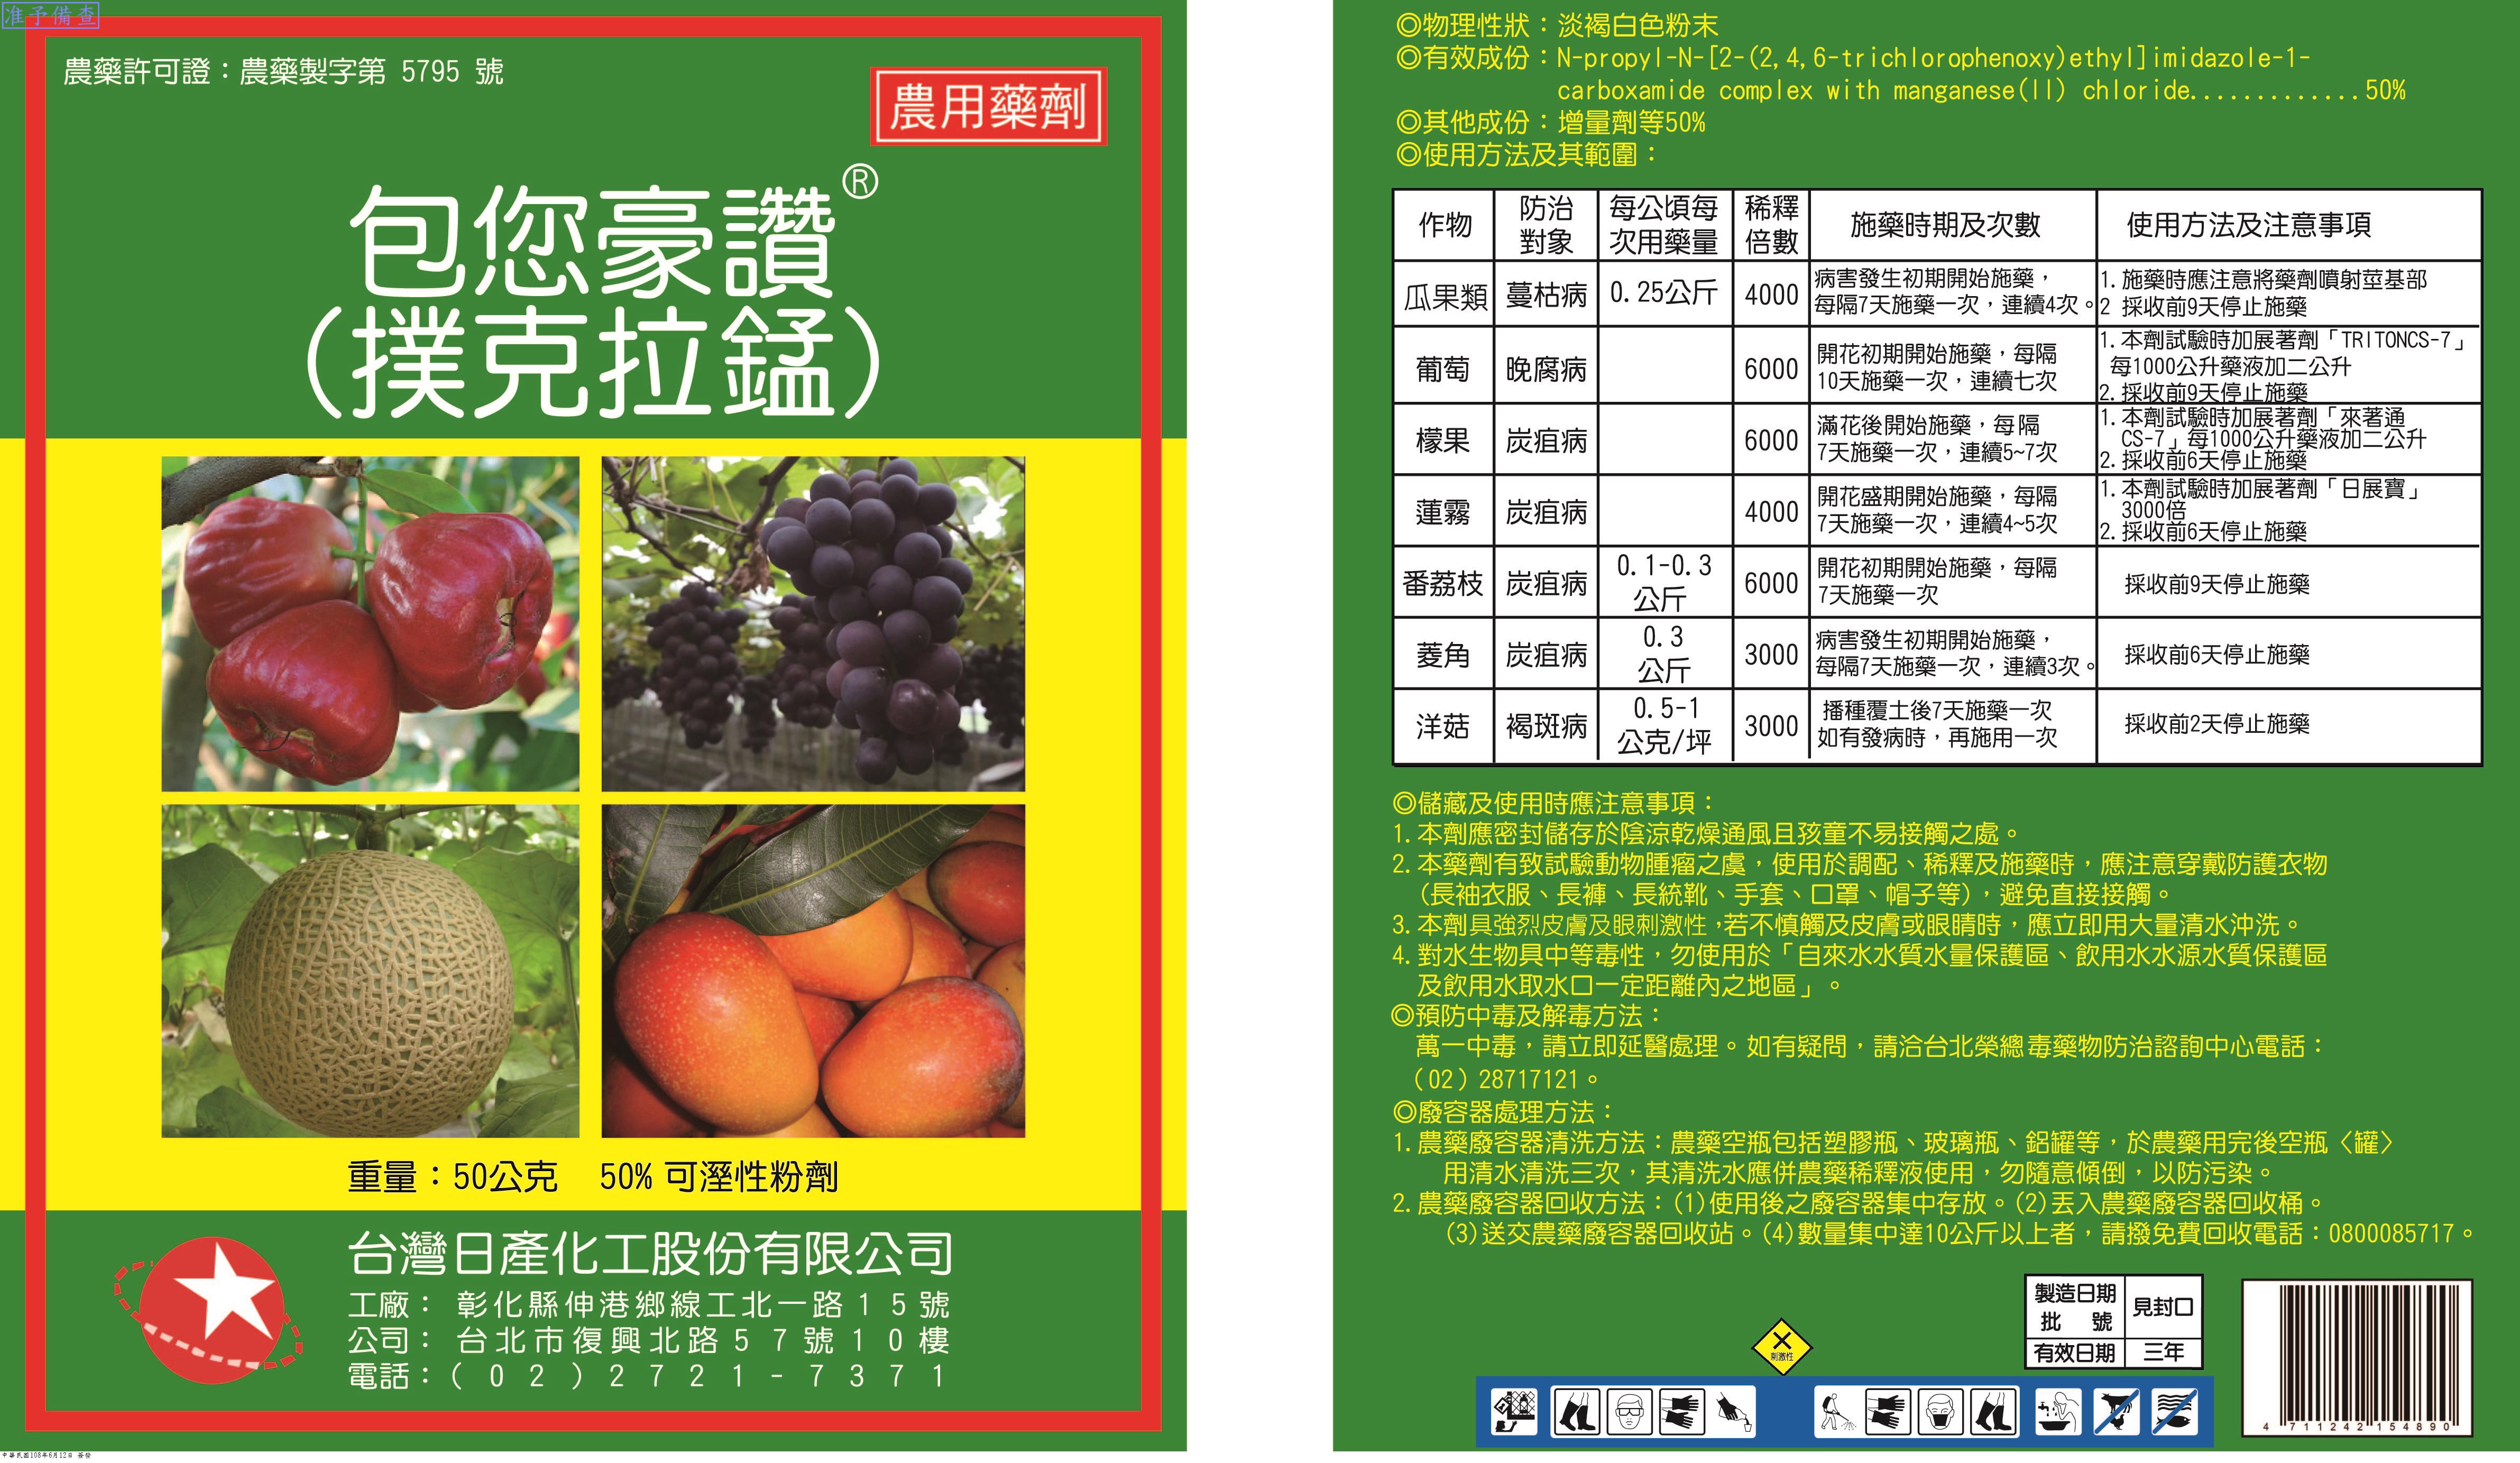 准予備查
農藥許可證：農藥製字第 5795 號
農用藥劑
包您豪讚®
(撲克拉錳)
重量：50公克 50% 可溼性粉劑
台灣日產化工股份有限公司
工廠： 彰化縣伸港鄉線工北一路15號
公司： 台北市復興北路57號10樓
電話：(02)2721-7371
中華民國108年6月12日 簽發
◎物理性狀：淡褐白色粉末
◎有效成份：N-propyl-N-[2-(2,4,6-trichlorophenoxy)ethyl]imidazole-1-
carboxamide complex with manganese(II) chloride.............50%
◎其他成份：增量劑等50%
◎使用方法及其範圍：
作物 防治對象 每公頃每次用藥量 稀釋倍數 施藥時期及次數 使用方法及注意事項
瓜果類 蔓枯病 0.25公斤 4000 病害發生初期開始施藥，每隔7天施藥一次，連續4次。 1. 施藥時應注意將藥劑噴射莖基部 2 採收前9天停止施藥
葡萄 晚腐病 6000 開花初期開始施藥，每隔10天施藥一次，連續七次 1. 本劑試驗時加展著劑「TRITONCS-7」每1000公升藥液加二公升 2. 採收前9天停止施藥
檬果 炭疽病 6000 滿花後開始施藥，每隔7天施藥一次，連續5~7次 1. 本劑試驗時加展著劑「來著通CS-7」每1000公升藥液加二公升 2. 採收前6天停止施藥
蓮霧 炭疽病 4000 開花盛期開始施藥，每隔7天施藥一次，連續4~5次 1. 本劑試驗時加展著劑「日展寶」3000倍 2. 採收前6天停止施藥
番荔枝 炭疽病 0.1-0.3公斤 6000 開花初期開始施藥，每隔7天施藥一次 採收前9天停止施藥
菱角 炭疽病 0.3公斤 3000 病害發生初期開始施藥，每隔7天施藥一次，連續3次。 採收前6天停止施藥
洋菇 褐斑病 0.5-1公克/坪 3000 播種覆土後7天施藥一次如有發病時，再施用一次 採收前2天停止施藥
◎儲藏及使用時應注意事項：
1. 本劑應密封儲存於陰涼乾燥通風且孩童不易接觸之處。
2. 本藥劑有致試驗動物腫瘤之虞，使用於調配、稀釋及施藥時，應注意穿戴防護衣物
(長袖衣服、長褲、長統靴、手套、口罩、帽子等)，避免直接接觸。
3. 本劑具強烈皮膚及眼刺激性，若不慎觸及皮膚或眼睛時，應立即用大量清水沖洗。
4. 對水生物具中等毒性，勿使用於「自來水水質水量保護區、飲用水水源水質保護區
及飲用水取水口一定距離內之地區」。
◎預防中毒及解毒方法：
萬一中毒，請立即延醫處理。如有疑問，請洽台北榮總毒藥物防治諮詢中心電話：
（02）28717121。
◎廢容器處理方法：
1. 農藥廢容器清洗方法：農藥空瓶包括塑膠瓶、玻璃瓶、鋁罐等，於農藥用完後空瓶〈罐〉
用清水清洗三次，其清洗水應併農藥稀釋液使用，勿隨意傾倒，以防污染。
2. 農藥廢容器回收方法：(1)使用後之廢容器集中存放。(2)丟入農藥廢容器回收桶。
(3)送交農藥廢容器回收站。(4)數量集中達10公斤以上者，請撥免費回收電話：0800085717。
製造日期
批 號
見封口
有效日期 三年
刺激性
4 711242 154890